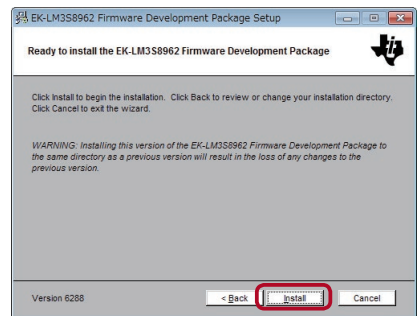 EK-LM3S8962 Firmware Development Package Setup
Ready to install the EK-LM3S8962 Firmware Development Package
Click Install to begin the installation. Click Back to review or change your installation directory.
Click Cancel to exit the wizard.
WARNING: Installing this version of the EK-LM3S8962 Firmware Development Package to
the same directory as a previous version will result in the loss of any changes to the
previous version.
Version 6288
< Back
Install
Cancel